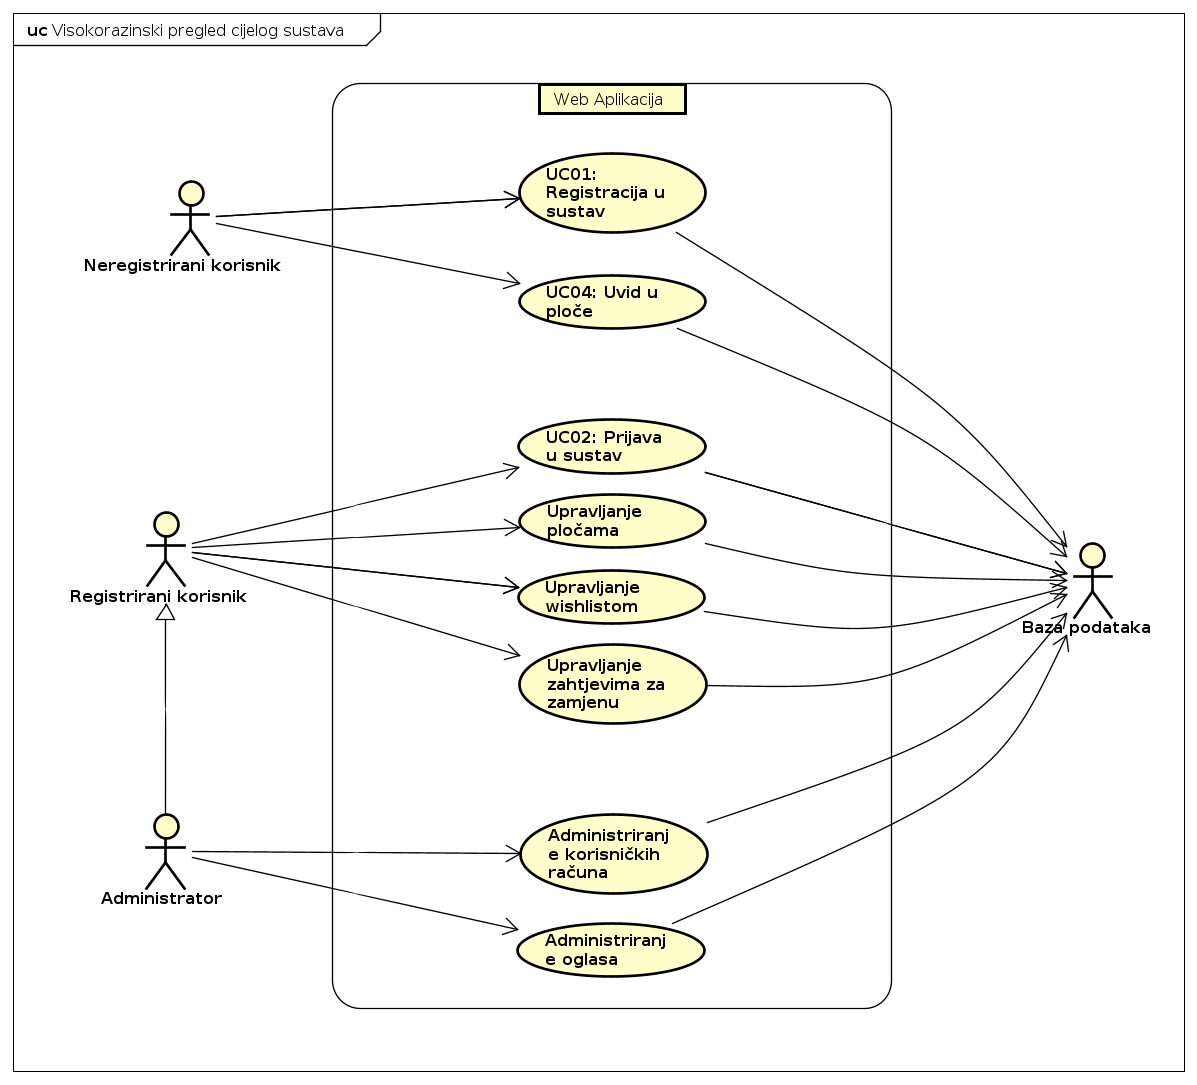 uc Visokorazinski pregled cijelog sustava
Web Aplikacija
UC01:
Registracija u
sustav
Neregistrirani korisnik
UC04: Uvid u
ploče
UC02: Prijava
u sustav
Upravljanje
pločama
Registrirani korisnik
Upravljanje
wishlistom
Baza podataka
Upravljanje
zahtjevima za
zamjenu
Administriranj
e korisničkih
računa
Administrator
Administriranj
e oglasa